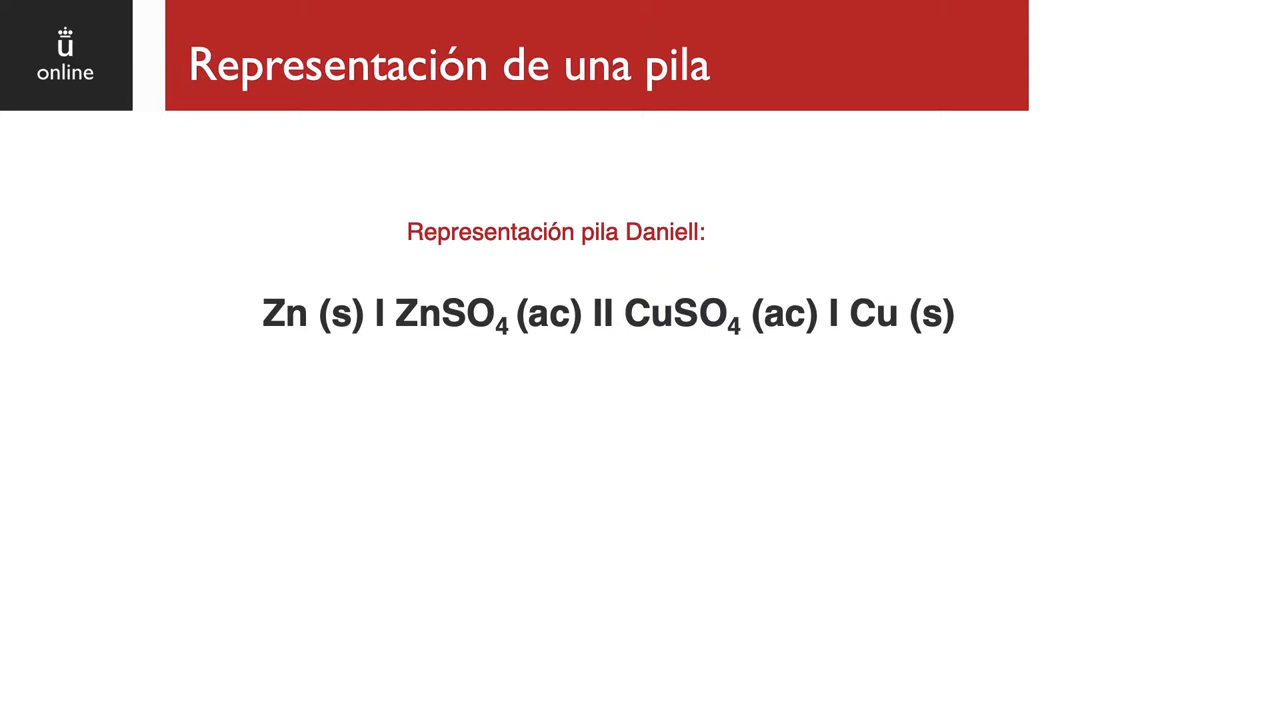 ü
online
Representación de una pila
Representación pila Daniell:
Zn (s) I ZnSO4 (ac) II CuSO4 (ac) I Cu (s)